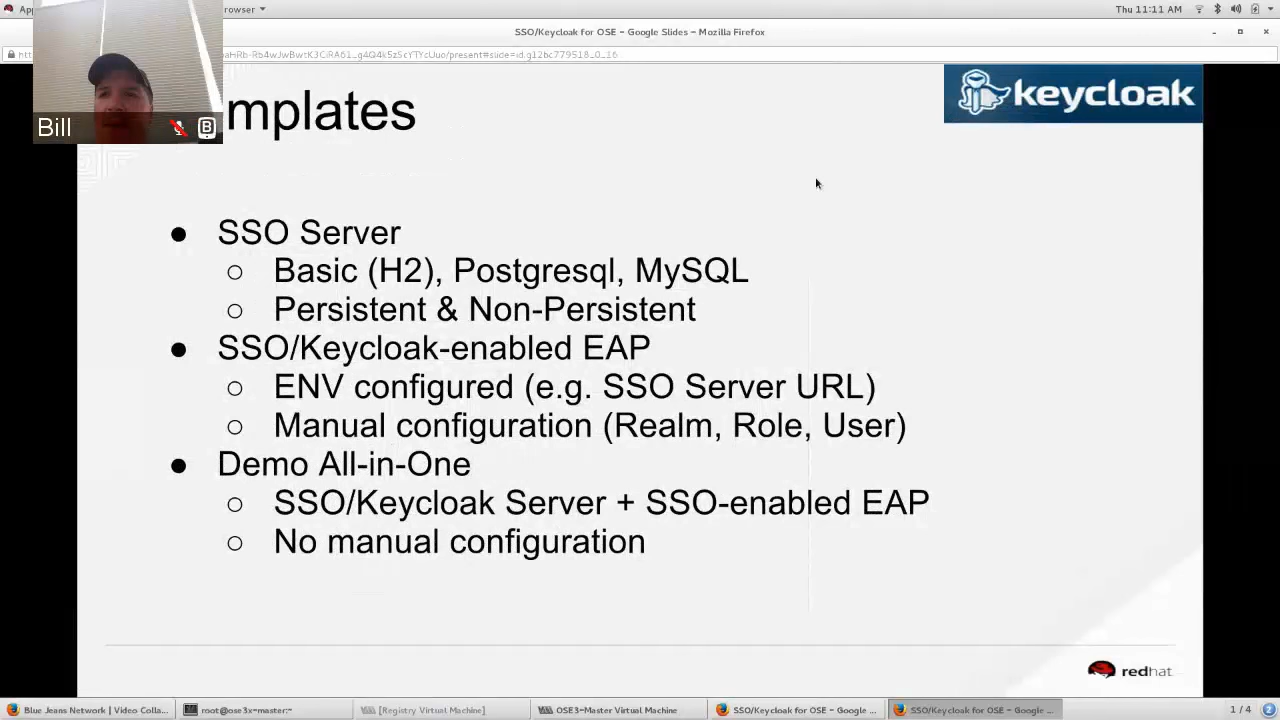 rowser
Thu 11:11 AM
SSO/Keycloak for OSE - Google Slides - Mozilla Firefox
Bill
mplates
keycloak
● SSO Server
○ Basic (H2), Postgresql, MySQL
○ Persistent & Non-Persistent
● SSO/Keycloak-enabled EAP
○ ENV configured (e.g. SSO Server URL)
○ Manual configuration (Realm, Role, User)
● Demo All-in-One
○ SSO/Keycloak Server + SSO-enabled EAP
○ No manual configuration
redhat
Blue Jeans Network | Video Colla...
root@ose3x-master:~
[Registry Virtual Machine]
OSE3-Master Virtual Machine
SSO/Keycloak for OSE - Google ...
SSO/Keycloak for OSE - Google ...
1 / 4
2